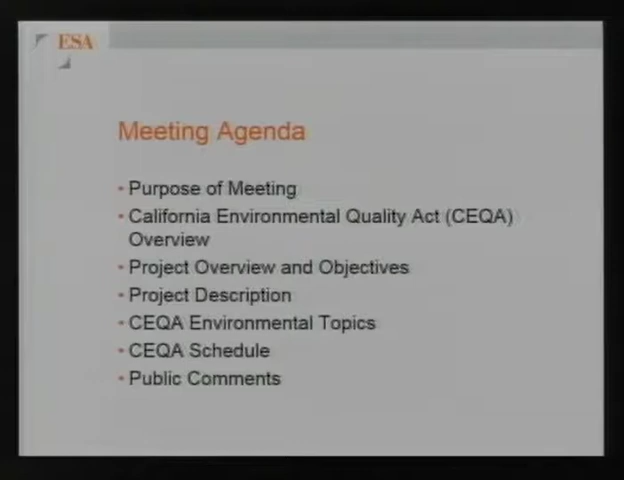 ESA
Meeting Agenda
• Purpose of Meeting
• California Environmental Quality Act (CEQA)
Overview
• Project Overview and Objectives
• Project Description
• CEQA Environmental Topics
• CEQA Schedule
• Public Comments